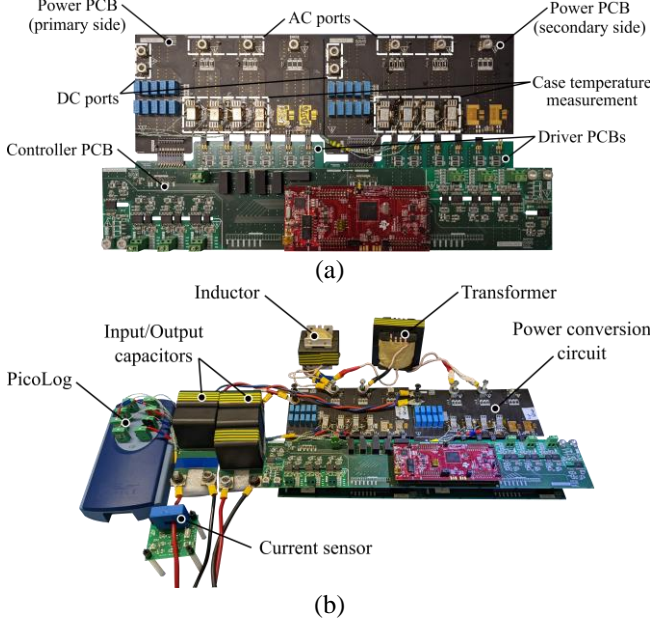 Power PCB
(primary side)
AC ports
Power PCB
(secondary side)
DC ports
Case temperature
measurement
Controller PCB
Driver PCBs
(a)
Inductor
Transformer
Input/Output
capacitors
Power conversion
circuit
PicoLog
Current sensor
(b)